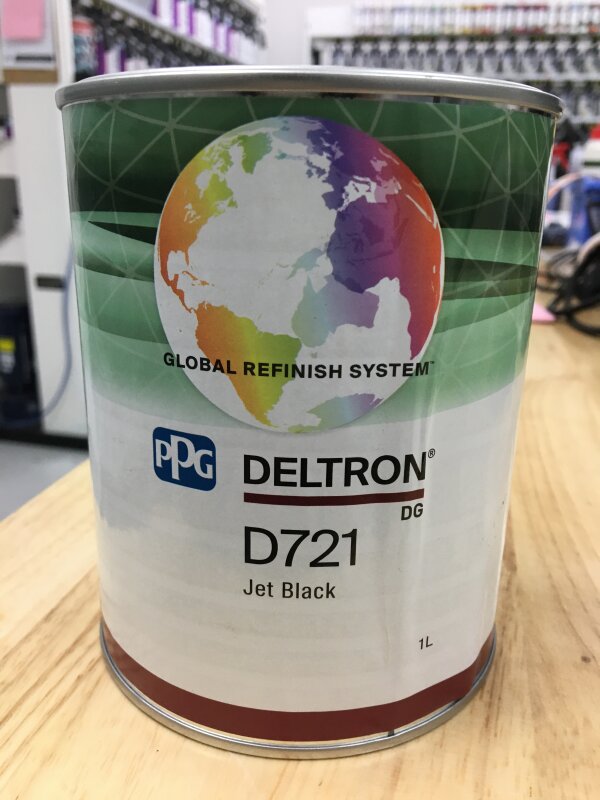 GLOBAL REFINISH SYSTEM™
PPG
DELTRON®
DG
D721
Jet Black
1L